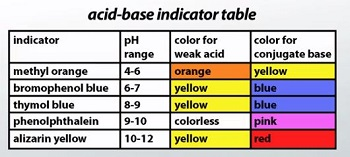 acid-base indicator table
indicator pH range color for weak acid color for conjugate base
methyl orange 4-6 orange yellow
bromophenol blue 6-7 yellow blue
thymol blue 8-9 yellow blue
phenolphthalein 9-10 colorless pink
alizarin yellow 10-12 yellow red